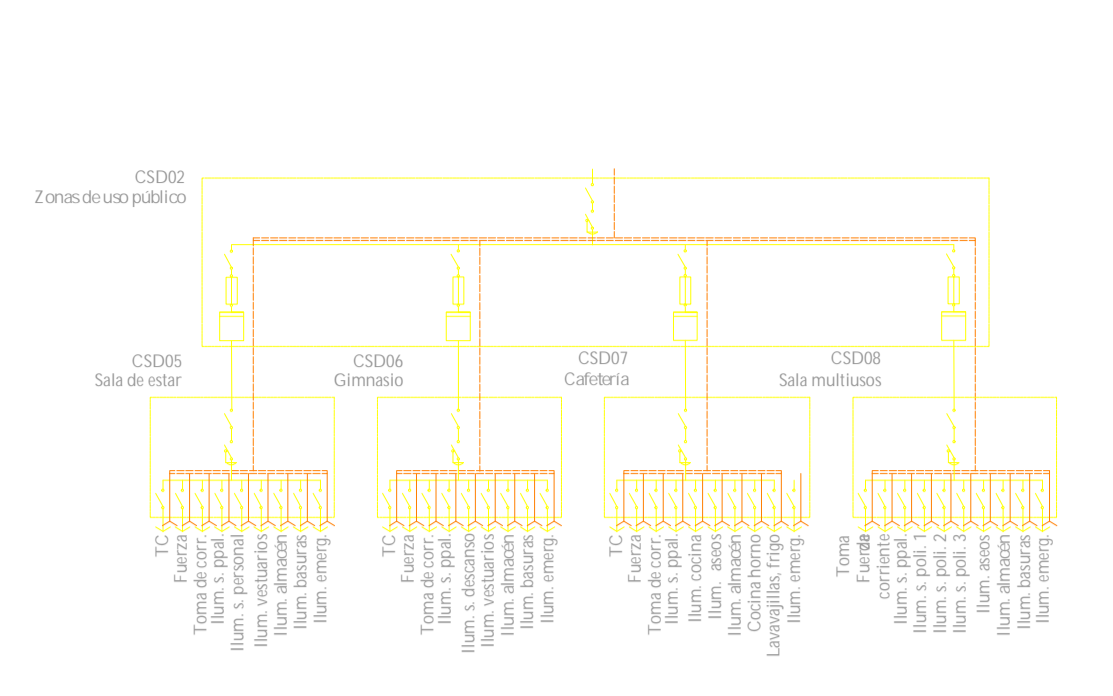 CSD02
Zonas de uso público
CSD05
Sala de estar
CSD06
Gimnasio
CSD07
Cafetería
CSD08
Sala multiusos
TC
Fuerza
Toma de corr.
Ilum. s. ppal.
Ilum. s. personal
Ilum. vestuarios
Ilum. almacén
Ilum. basuras
Ilum. emerg.
TC
Fuerza
Toma de corr.
Ilum. s. ppal.
Ilum. s. descanso
Ilum. vestuarios
Ilum. almacén
Ilum. basuras
Ilum. emerg.
TC
Fuerza
Toma de corr.
Ilum. s. ppal.
Ilum. cocina
Ilum. aseos
Ilum. almacén
Cocina horno
Lavavajillas, frigo
Ilum. emerg.
Toma de
Fuerza
corriente
Ilum. s. ppal.
Ilum. s. poli. 1
Ilum. s. poli. 2
Ilum. s. poli. 3
Ilum. aseos
Ilum. almacén
Ilum. basuras
Ilum. emerg.